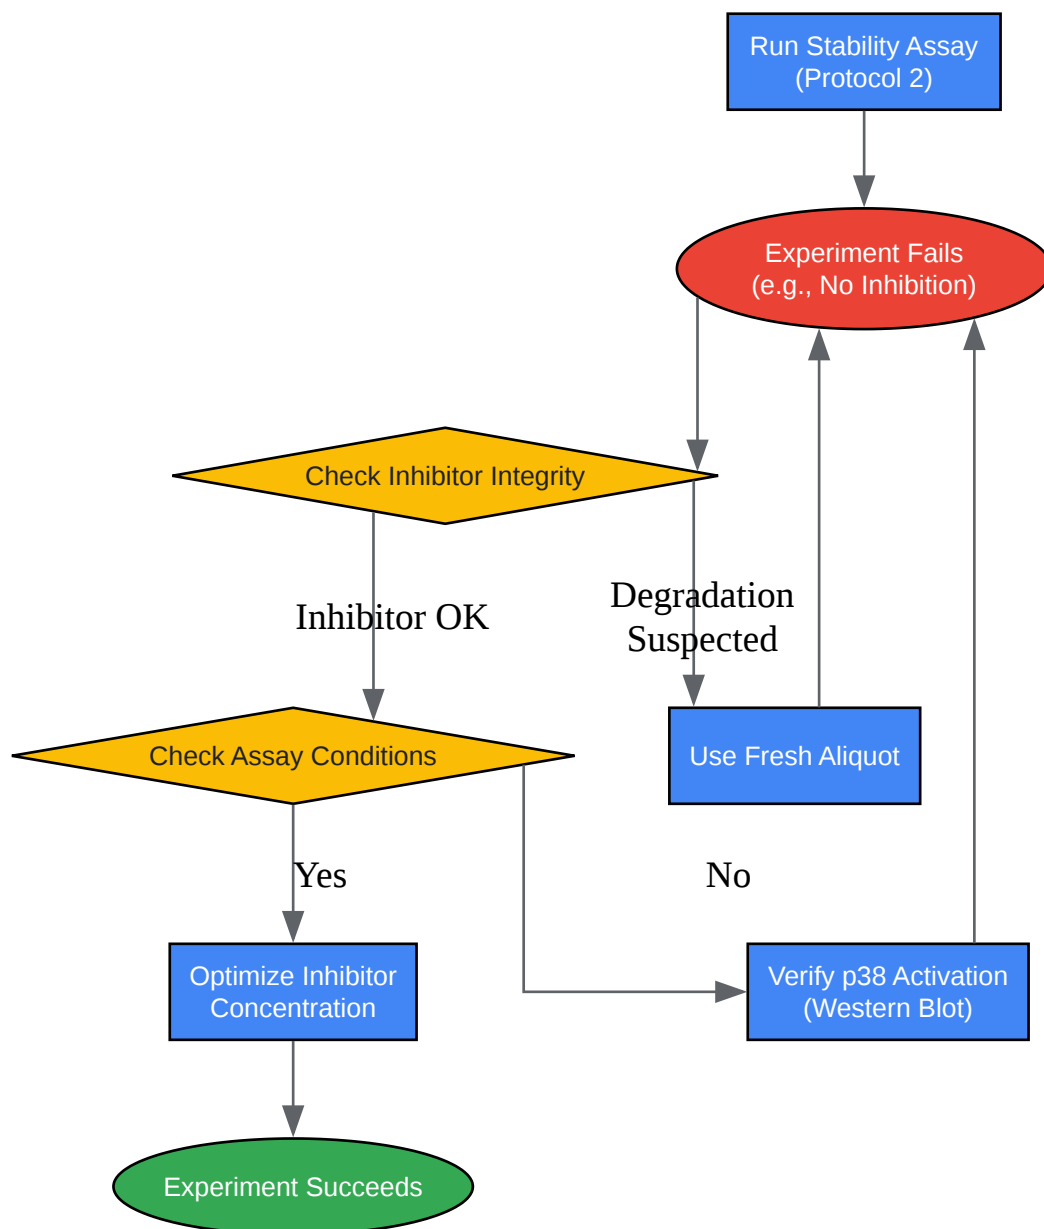 Run Stability Assay
(Protocol 2)
Experiment Fails
(e.g., No Inhibition)
Check Inhibitor Integrity
Inhibitor OK
Degradation
Suspected
Check Assay Conditions
Use Fresh Aliquot
Yes
No
Optimize Inhibitor
Concentration
Verify p38 Activation
(Western Blot)
Experiment Succeeds